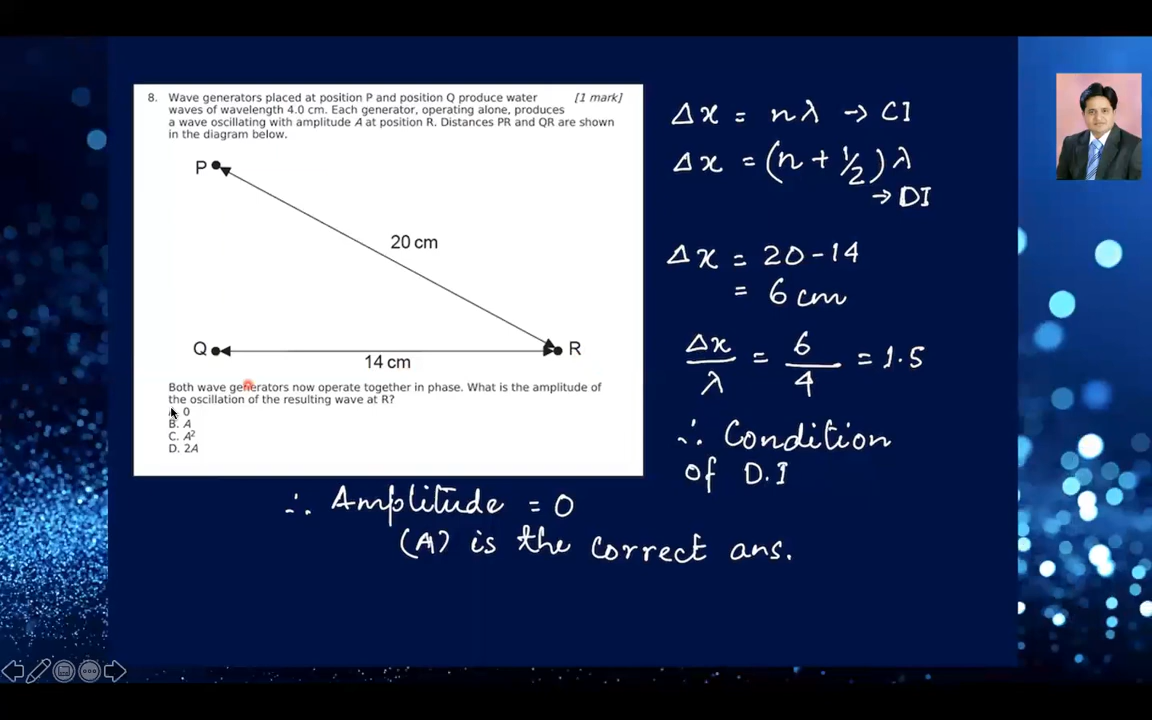 8. Wave generators placed at position P and position Q produce water [1 mark]
waves of wavelength 4.0 cm. Each generator, operating alone, produces
a wave oscillating with amplitude A at position R. Distances PR and QR are shown
in the diagram below.
P
20 cm
Q
R
14 cm
Both wave generators now operate together in phase. What is the amplitude of
the oscillation of the resulting wave at R?
0
B. A
C. A²
D. 2A
Δx = nλ → CI
Δx = (n + 1/2) λ
→ DI
Δx = 20 - 14
= 6 cm
Δx/λ = 6/4 = 1.5
∴ Condition
of D.I
∴ Amplitude = 0
(A) is the correct ans.